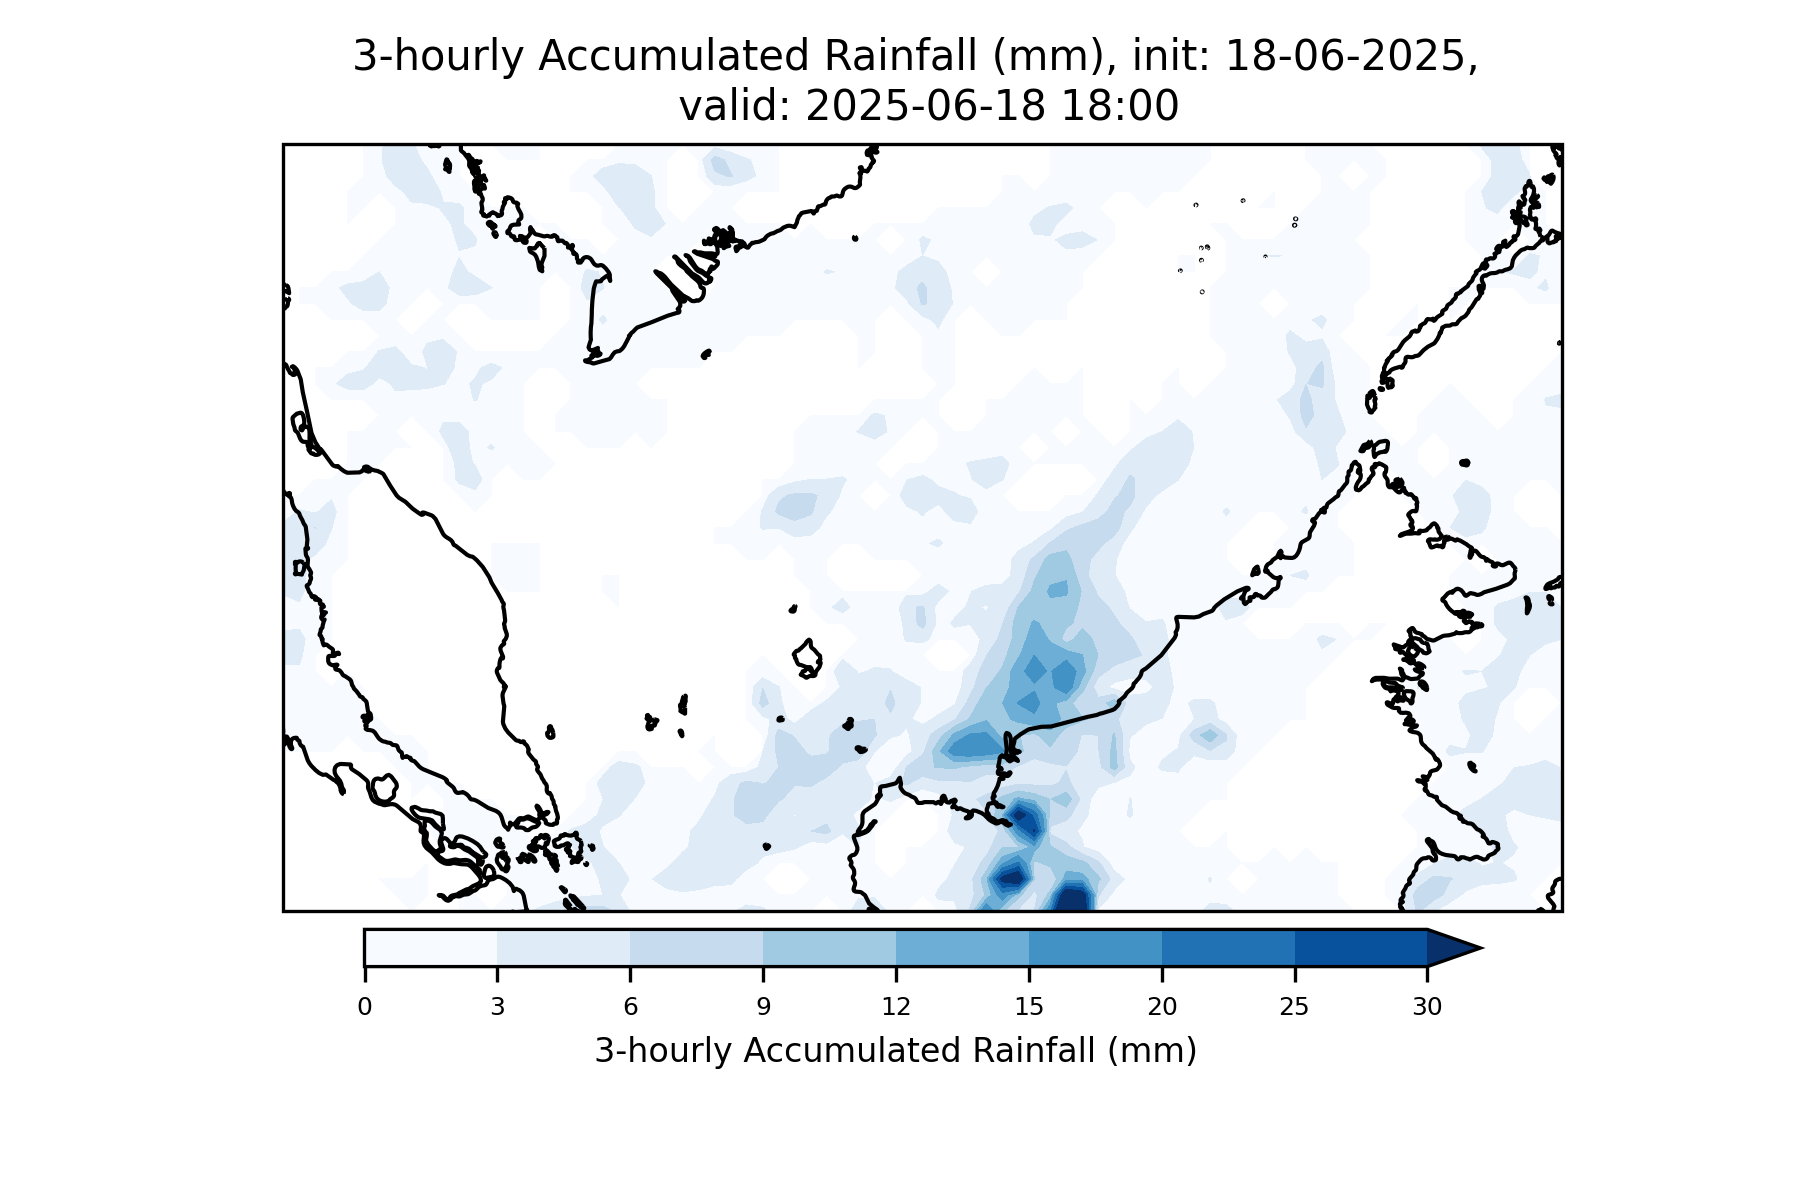 3-hourly Accumulated Rainfall (mm), init: 18-06-2025,
valid: 2025-06-18 18:00
0 3 6 9 12 15 20 25 30
3-hourly Accumulated Rainfall (mm)